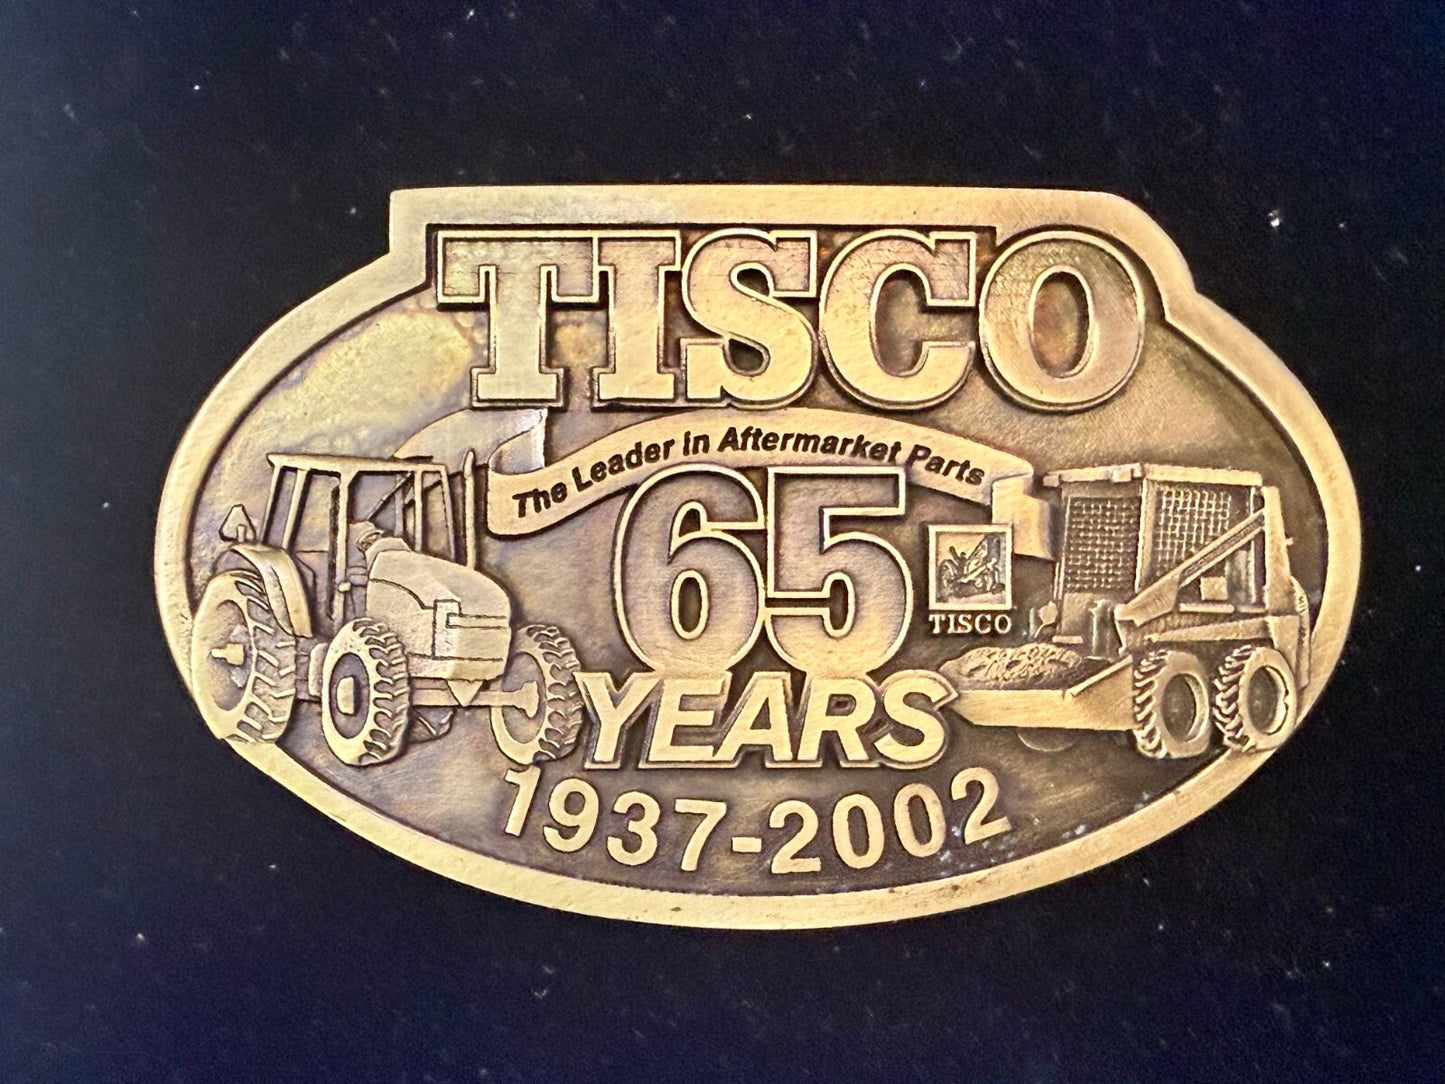 TISCO
The Leader in Aftermarket Parts
65
TISCO
YEARS
1937-2002